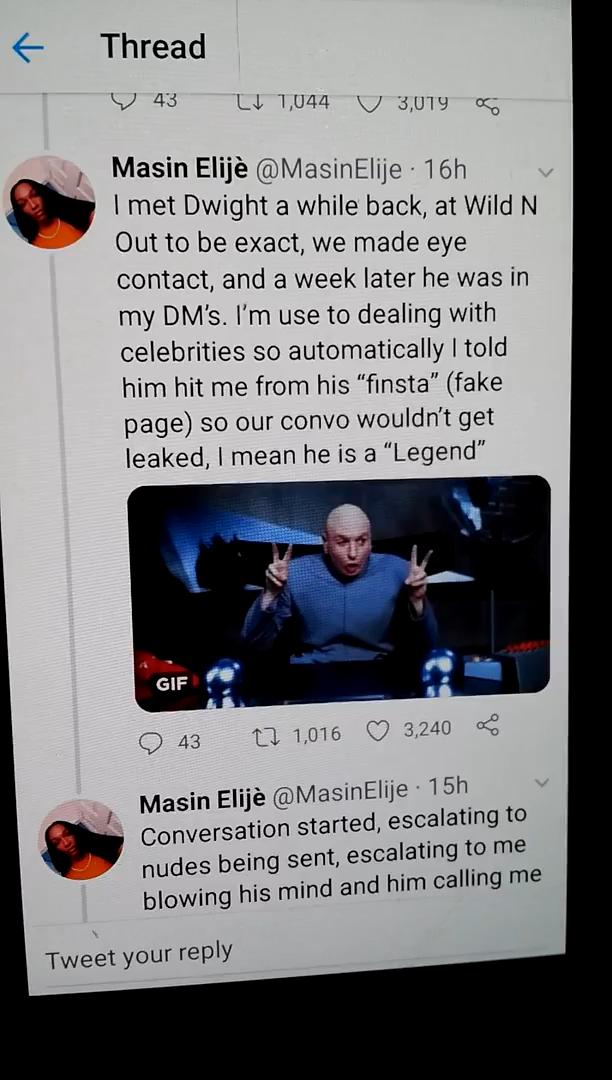 Thread
43 1,044 3,019
Masin Elijè @MasinElije · 16h
I met Dwight a while back, at Wild N
Out to be exact, we made eye
contact, and a week later he was in
my DM's. I'm use to dealing with
celebrities so automatically I told
him hit me from his “finsta” (fake
page) so our convo wouldn't get
leaked, I mean he is a “Legend”
GIF
43 1,016 3,240
Masin Elijè @MasinElije · 15h
Conversation started, escalating to
nudes being sent, escalating to me
blowing his mind and him calling me
Tweet your reply